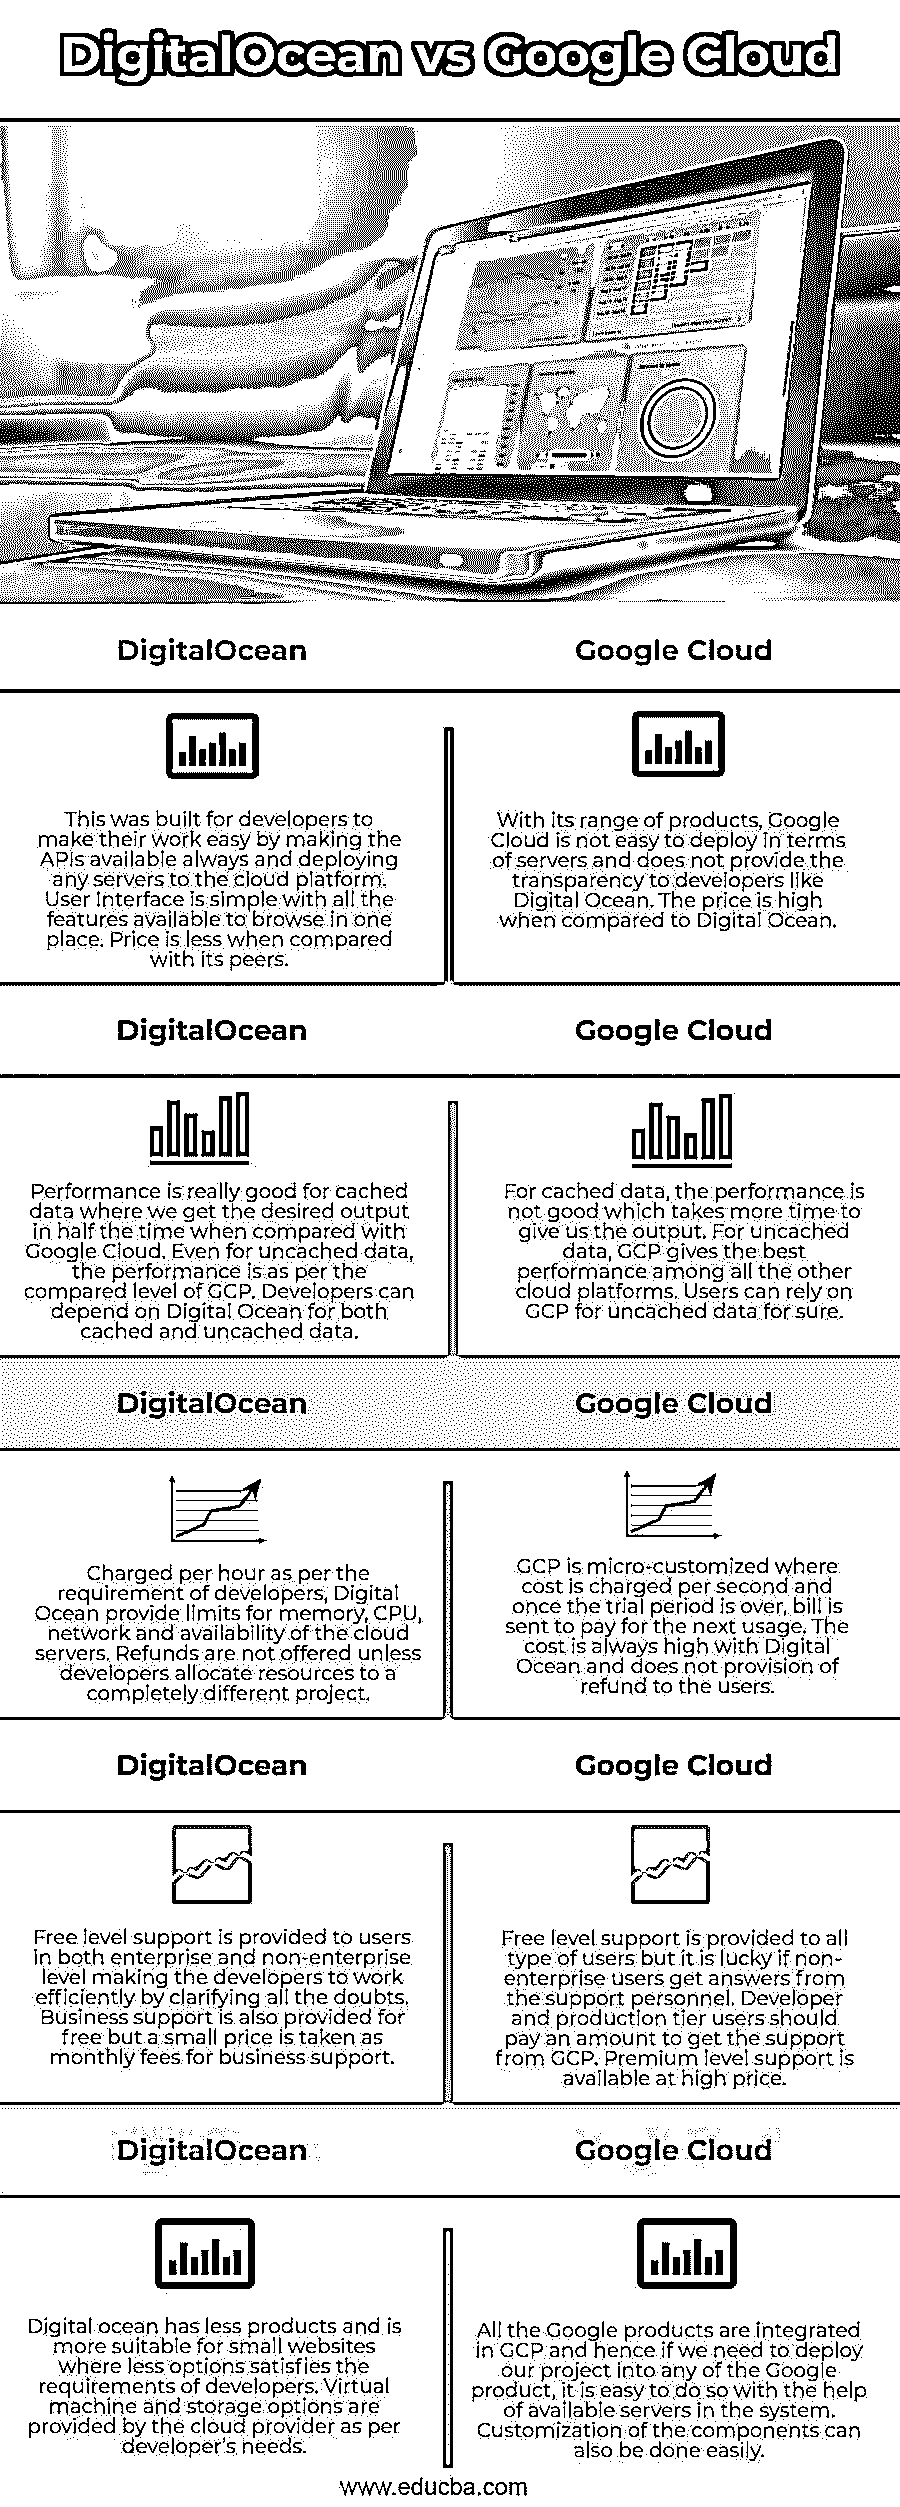 DigitalOcean vs Google Cloud
DigitalOcean
Google Cloud
This was built for developers to
make their work easy by making the
APIs available always and deploying
any servers to the cloud platform.
User Interface is simple with all the
features available to browse in one
place. Price is less when compared
with its peers.
With its range of products, Google
Cloud is not easy to deploy in terms
of servers and does not provide the
transparency to developers like
Digital Ocean. The price is high
when compared to Digital Ocean.
DigitalOcean
Google Cloud
Performance is really good for cached
data where we get the desired output
in half the time when compared with
Google Cloud. Even for uncached data,
the performance is as per the
compared level of GCP. Developers can
depend on Digital Ocean for both
cached and uncached data.
For cached data, the performance is
not good which takes more time to
give us the output. For uncached
data, GCP gives the best
performance among all the other
cloud platforms. Users can rely on
GCP for uncached data for sure.
DigitalOcean
Google Cloud
Charged per hour as per the
requirement of developers, Digital
Ocean provide limits for memory, CPU,
network and availability of the cloud
servers. Refunds are not offered unless
developers allocate resources to a
completely different project.
GCP is micro-customized where
cost is charged per second and
once the trial period is over, bill is
sent to pay for the next usage. The
cost is always high with Digital
Ocean and does not provision of
refund to the users.
DigitalOcean
Google Cloud
Free level support is provided to users
in both enterprise and non-enterprise
level making the developers to work
efficiently by clarifying all the doubts.
Business support is also provided for
free but a small price is taken as
monthly fees for business support.
Free level support is provided to all
type of users but it is lucky if non-
enterprise users get answers from
the support personnel. Developer
and production tier users should
pay an amount to get the support
from GCP. Premium level support is
available at high price.
DigitalOcean
Google Cloud
Digital ocean has less products and is
more suitable for small websites
where less options satisfies the
requirements of developers. Virtual
machine and storage options are
provided by the cloud provider as per
developer's needs.
All the Google products are integrated
in GCP and hence if we need to deploy
our project into any of the Google
product, it is easy to do so with the help
of available servers in the system.
Customization of the components can
also be done easily.
www.educba.com